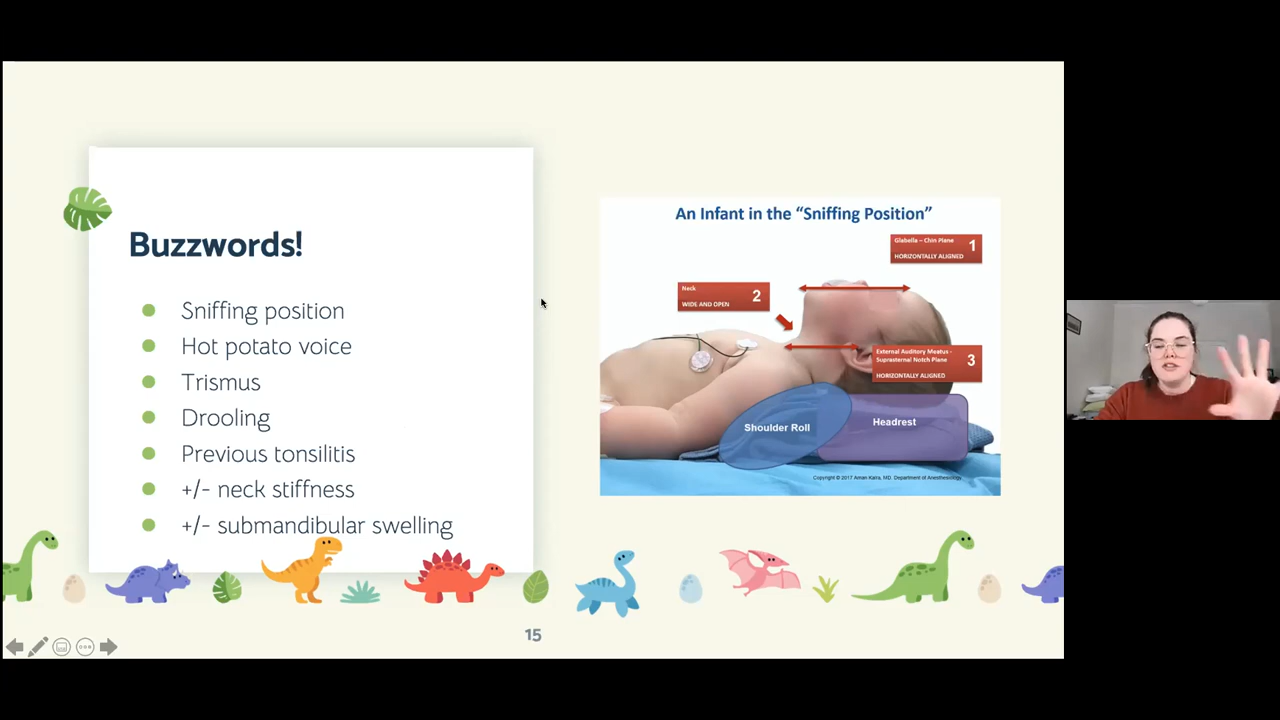 Buzzwords!
Sniffing position
Hot potato voice
Trismus
Drooling
Previous tonsilitis
+/- neck stiffness
+/- submandibular swelling
An Infant in the “Sniffing Position”
Glabella – Chin Plane
1
HORIZONTALLY ALIGNED
Neck
2
WIDE AND OPEN
External Auditory Meatus -
Suprasternal Notch Plane
3
HORIZONTALLY ALIGNED
Shoulder Roll
Headrest
Copyright © 2017 Aman Kalra, MD. Department of Anesthesiology
15